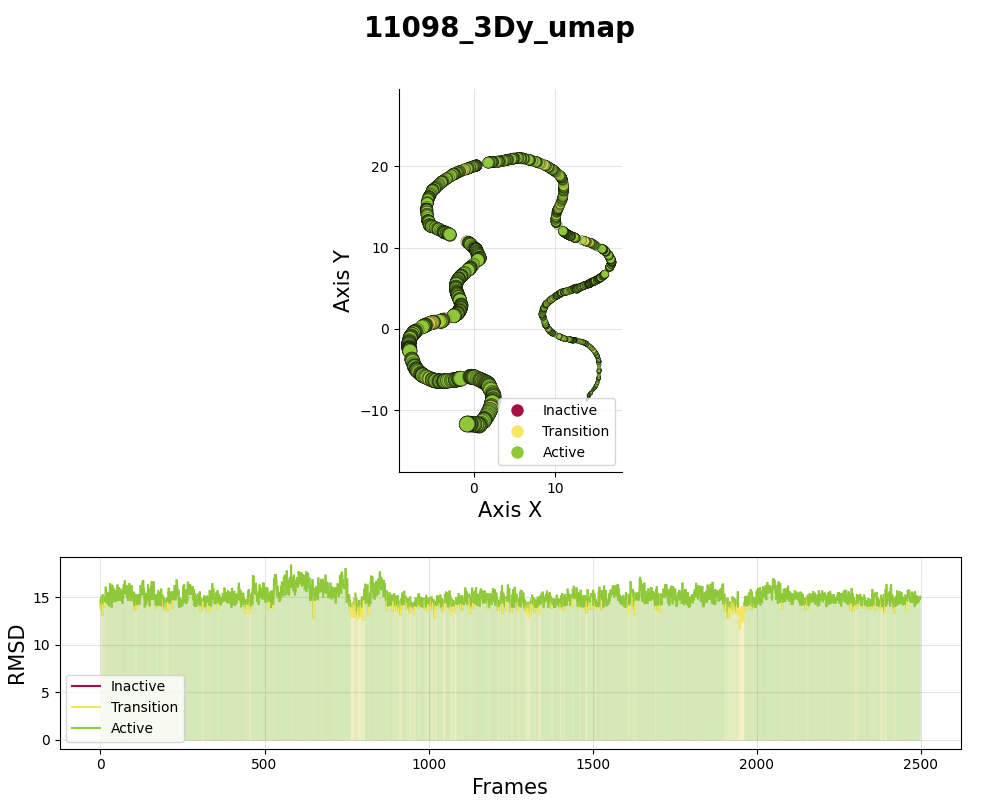 11098_3Dy_umap
20
10
0
−10
Axis Y
0 10
Axis X
Inactive
Transition
Active
15
10
5
0
RMSD
Inactive
Transition
Active
0 500 1000 1500 2000 2500
Frames